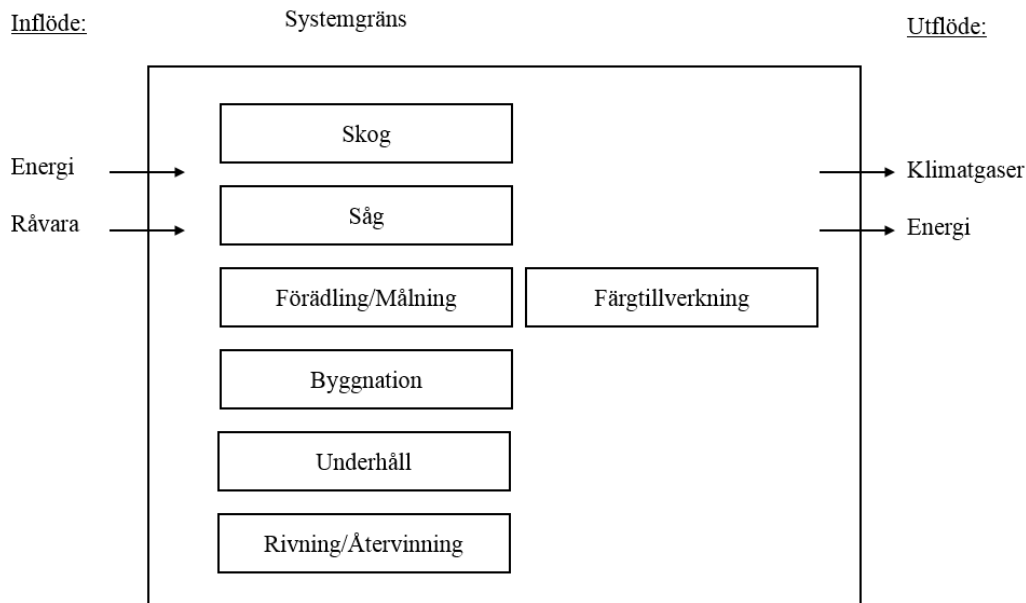 Inflöde:
Systemgräns
Utflöde:
Skog
Energi
Klimatgaser
Såg
Råvara
Energi
Förädling/Målning
Färgtillverkning
Byggnation
Underhåll
Rivning/Återvinning